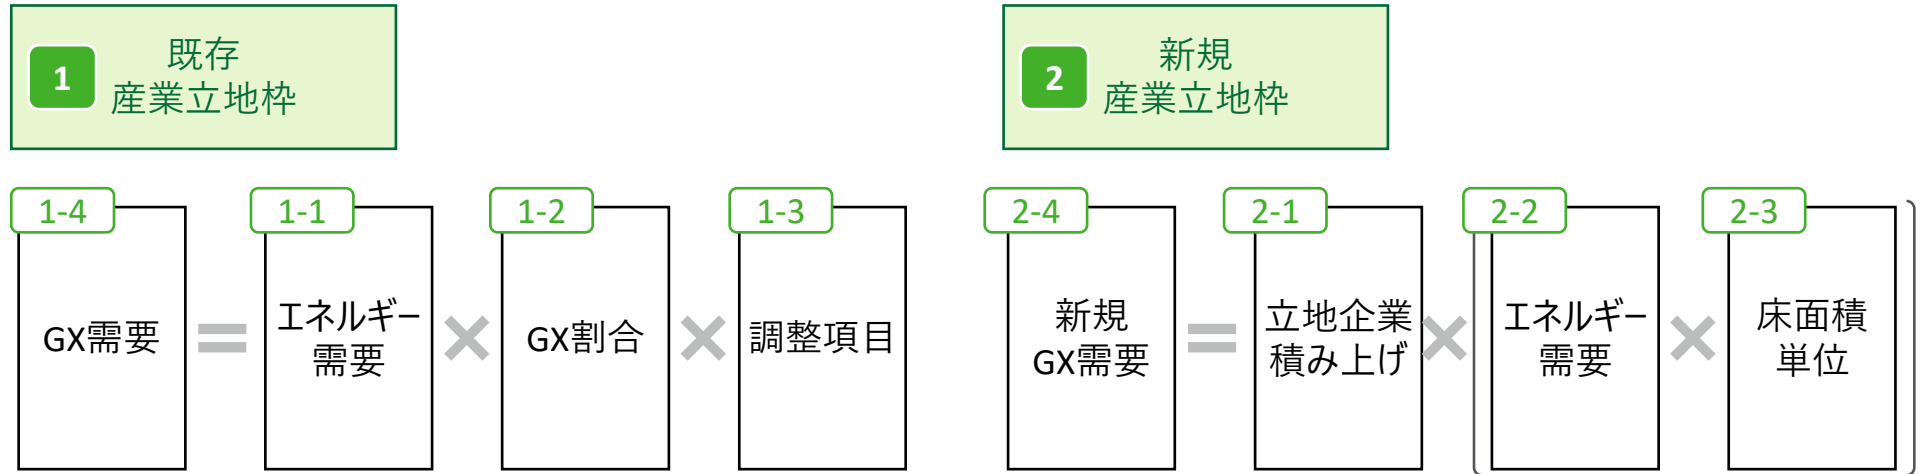 1
既存
産業立地枠
2
新規
産業立地枠
1-4
GX需要
=
1-1
エネルギー
需要
×
1-2
GX割合
×
1-3
調整項目
2-4
新規
GX需要
=
2-1
立地企業
積み上げ
×
2-2
エネルギー
需要
×
2-3
床面積
単位